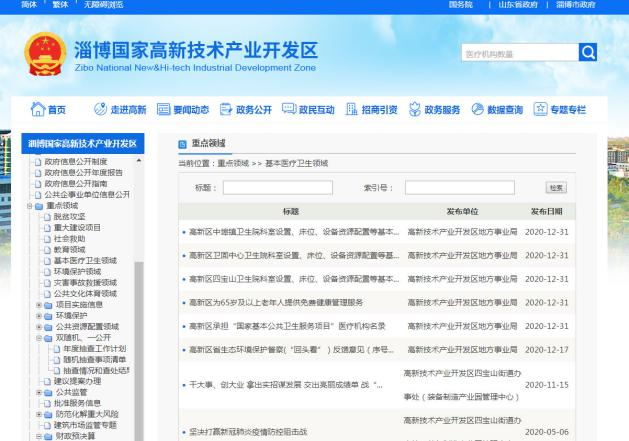 简体 繁体 无障碍浏览 国务院 | 山东省政府 | 淄博市政府
淄博国家高新技术产业开发区
Zibo National New&Hi-tech Industrial Development Zone
医疗机构数量
首页 走进高新 要闻动态 政务公开 政民互动 招商引资 政务服务 数据查询 专题专栏
淄博国家高新技术产业开发区
政府信息公开制度
政府信息公开年度报告
政府信息公开指南
公共企事业单位信息公开
重点领域
脱贫攻坚
重大建设项目
社会救助
教育领域
基本医疗卫生领域
环境保护领域
灾害事故救援领域
公共文化体育领域
项目实施信息
环境保护
公共资源配置领域
双随机、一公开
年度抽查工作计划
随机抽查事项清单
抽查情况和查处结果
建议提案办理
公共监管
批准服务信息
防范化解重大风险
建筑市场监管专题
财政预决算
重点领域
当前位置：重点领域 >> 基本医疗卫生领域
标题： 索引号： 检索
标题 发布单位 发布日期
高新区中埠镇卫生院科室设置、床位、设备资源配置等基本... 高新技术产业开发区地方事业局 2020-12-31
高新区卫固中心卫生院科室设置、床位、设备资源配置等基... 高新技术产业开发区地方事业局 2020-12-31
高新区四宝山卫生院科室设置、床位、设备资源配置等基本... 高新技术产业开发区地方事业局 2020-12-31
高新区为65岁及以上老年人提供免费健康管理服务 高新技术产业开发区地方事业局 2020-12-31
高新区承担“国家基本公共卫生服务项目”医疗机构名录 高新技术产业开发区地方事业局 2020-12-31
高新区省生态环境保护督察(“回头看”) 反馈意见（序号... 高新技术产业开发区地方事业局 2020-12-17
干大事、创大业 拿出实招谋发展 交出亮丽成绩单 战“... 高新技术产业开发区四宝山街道办
事处（装备制造产业园管理中心） 2020-11-15
坚决打赢新冠肺炎疫情防控阻击战 高新技术产业开发区四宝山街道办 2020-05-06